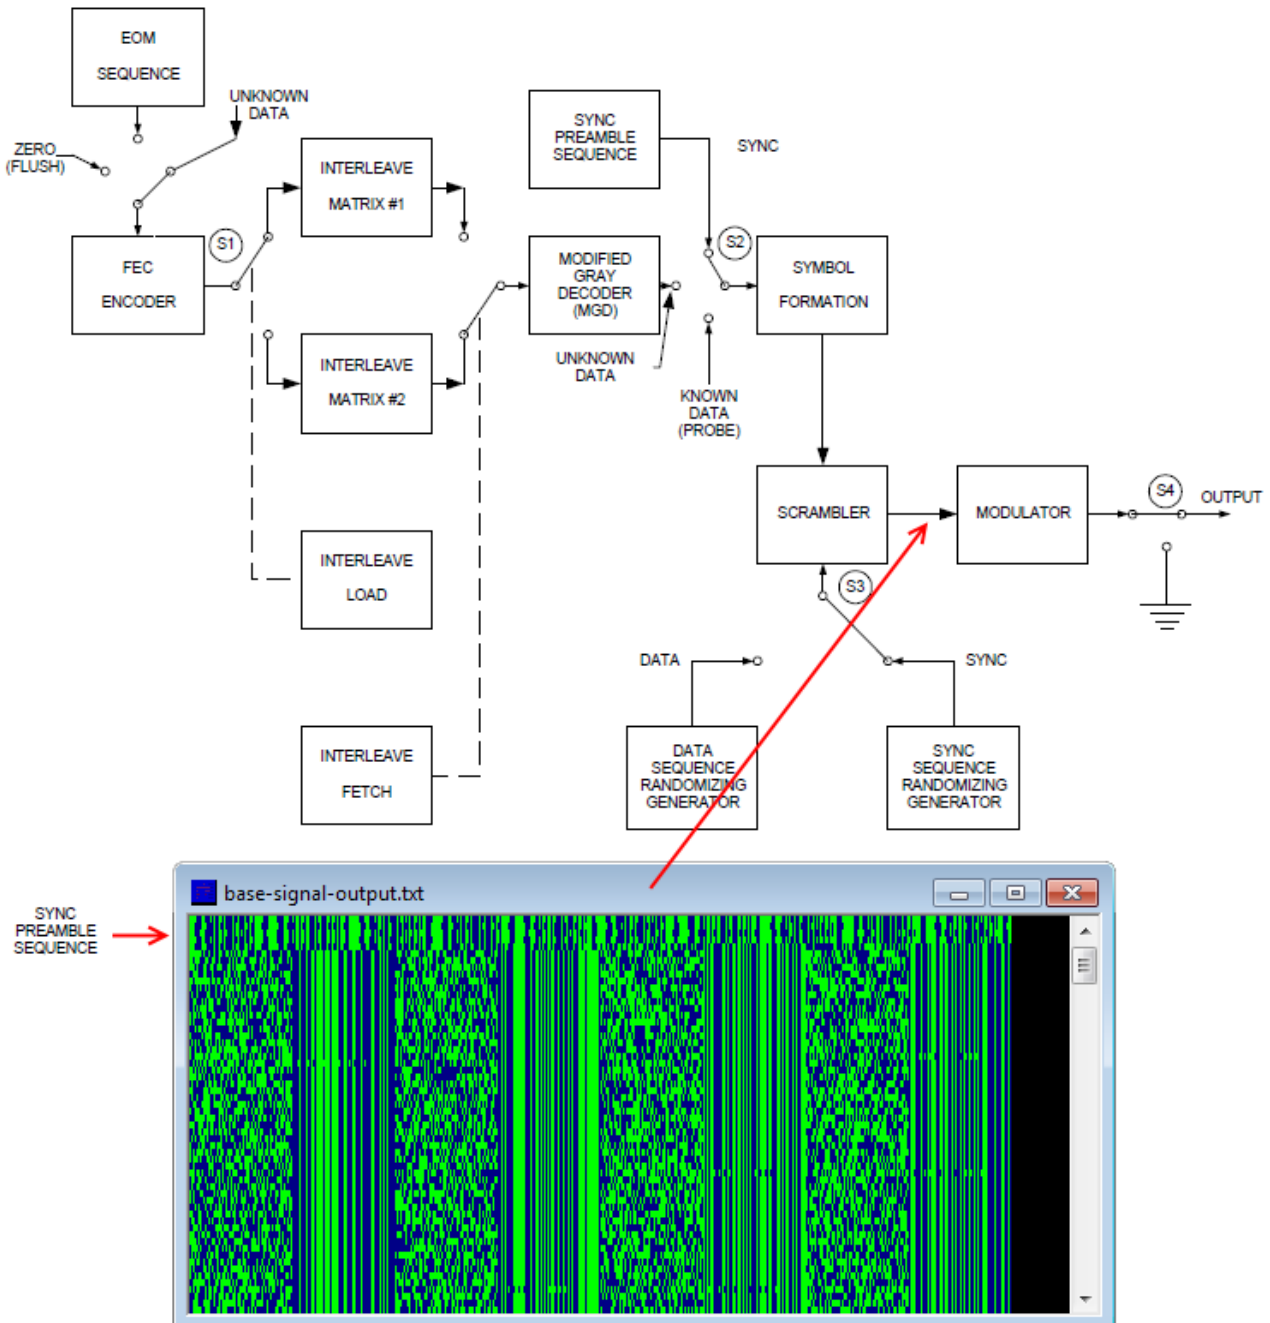 EOM
SEQUENCE
UNKNOWN
DATA
ZERO
(FLUSH)
INTERLEAVE
MATRIX #1
SYNC
PREAMBLE
SEQUENCE
SYNC
FEC
ENCODER
S1
MODIFIED
GRAY
DECODER
(MGD)
S2
SYMBOL
FORMATION
INTERLEAVE
MATRIX #2
UNKNOWN
DATA
KNOWN
DATA
(PROBE)
SCRAMBLER
MODULATOR
S4
OUTPUT
INTERLEAVE
LOAD
S3
DATA
SYNC
INTERLEAVE
FETCH
DATA
SEQUENCE
RANDOMIZING
GENERATOR
SYNC
SEQUENCE
RANDOMIZING
GENERATOR
base-signal-output.txt
SYNC
PREAMBLE
SEQUENCE